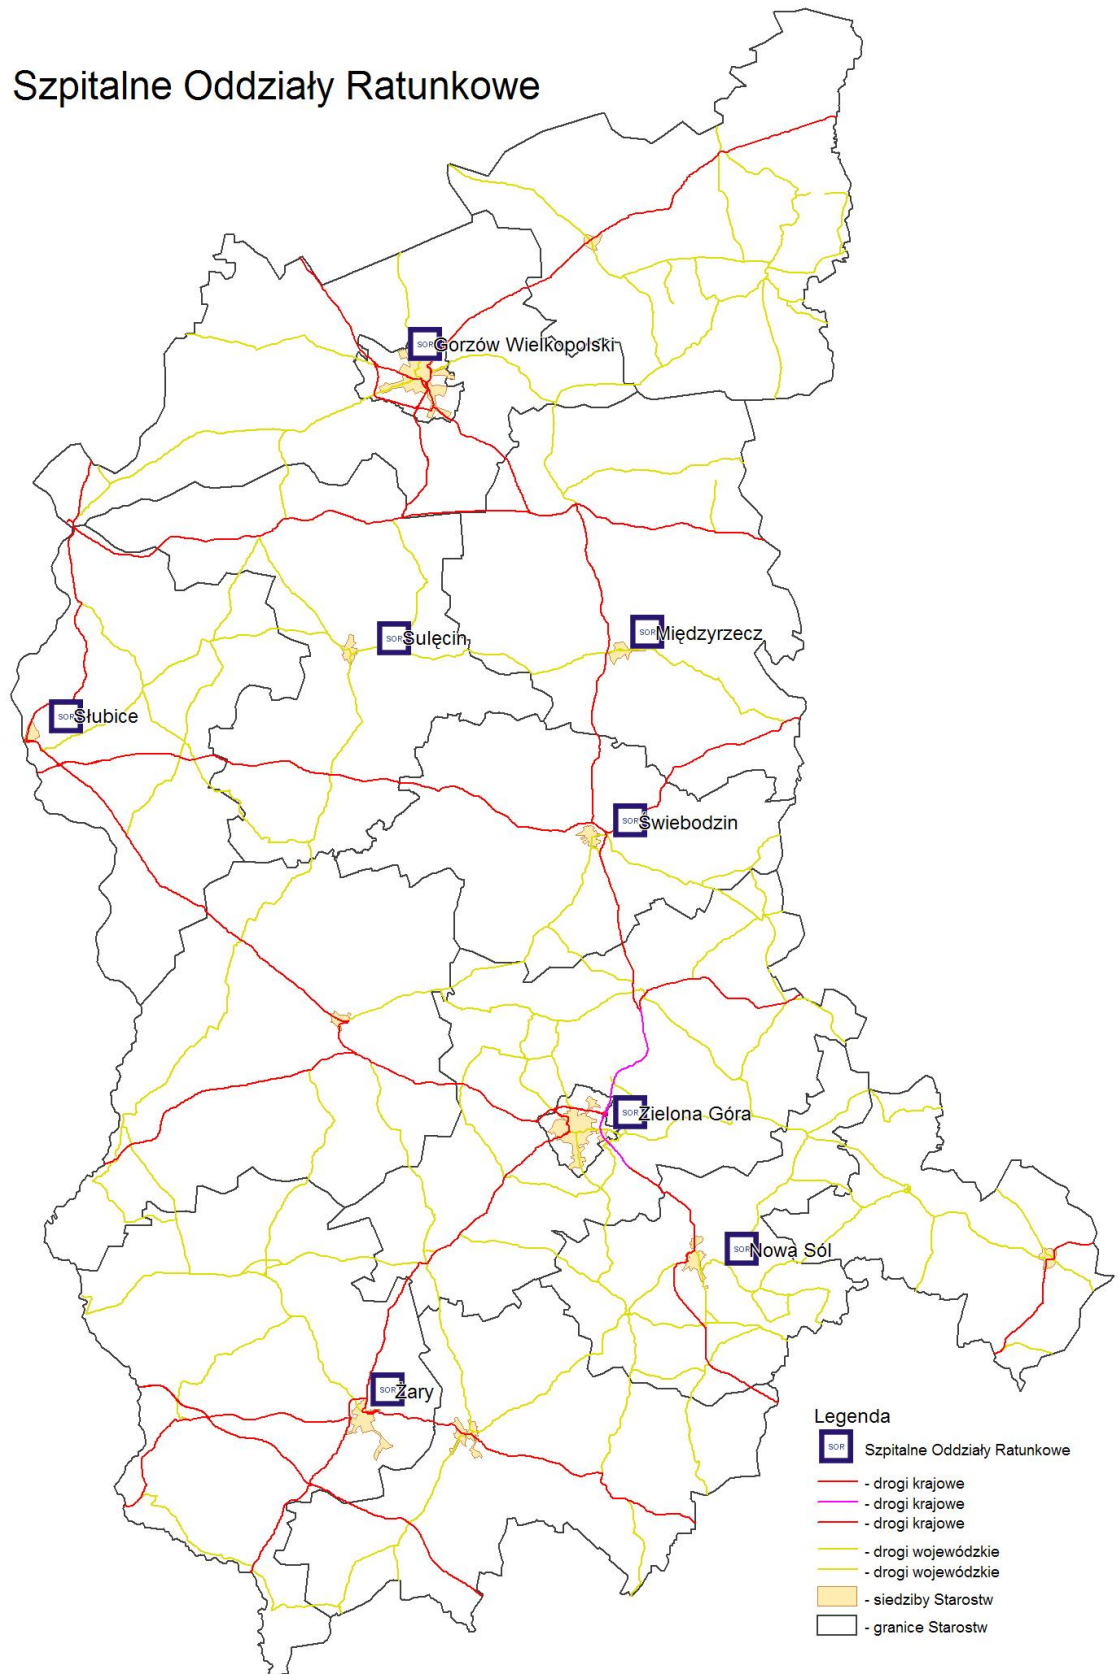 Szpitalne Oddziały Ratunkowe
SOR Gorzów Wielkopolski
SOR Sulęcin
SOR Międzyrzecz
SOR Słubice
SOR Świebodzin
SOR Zielona Góra
SOR Nowa Sól
SOR Żary
Legenda
SOR Szpitalne Oddziały Ratunkowe
- drogi krajowe
- drogi krajowe
- drogi krajowe
- drogi wojewódzkie
- drogi wojewódzkie
- siedziby Starostw
- granice Starostw